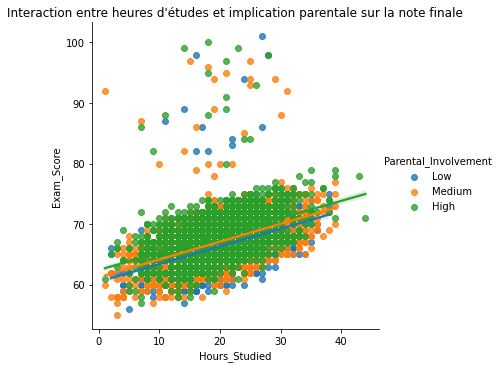 Interaction entre heures d'études et implication parentale sur la note finale
100
90
80
70
60
Exam_Score
0 10 20 30 40
Hours_Studied
Parental_Involvement
Low
Medium
High